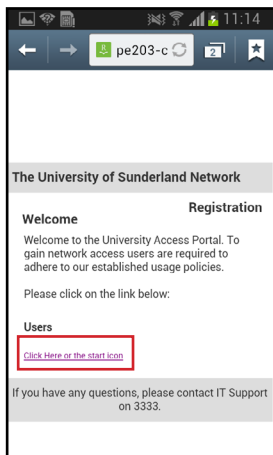 11:14
pe203-c
2
The University of Sunderland Network
Registration
Welcome
Welcome to the University Access Portal. To
gain network access users are required to
adhere to our established usage policies.
Please click on the link below:
Users
Click Here or the start icon
If you have any questions, please contact IT Support
on 3333.